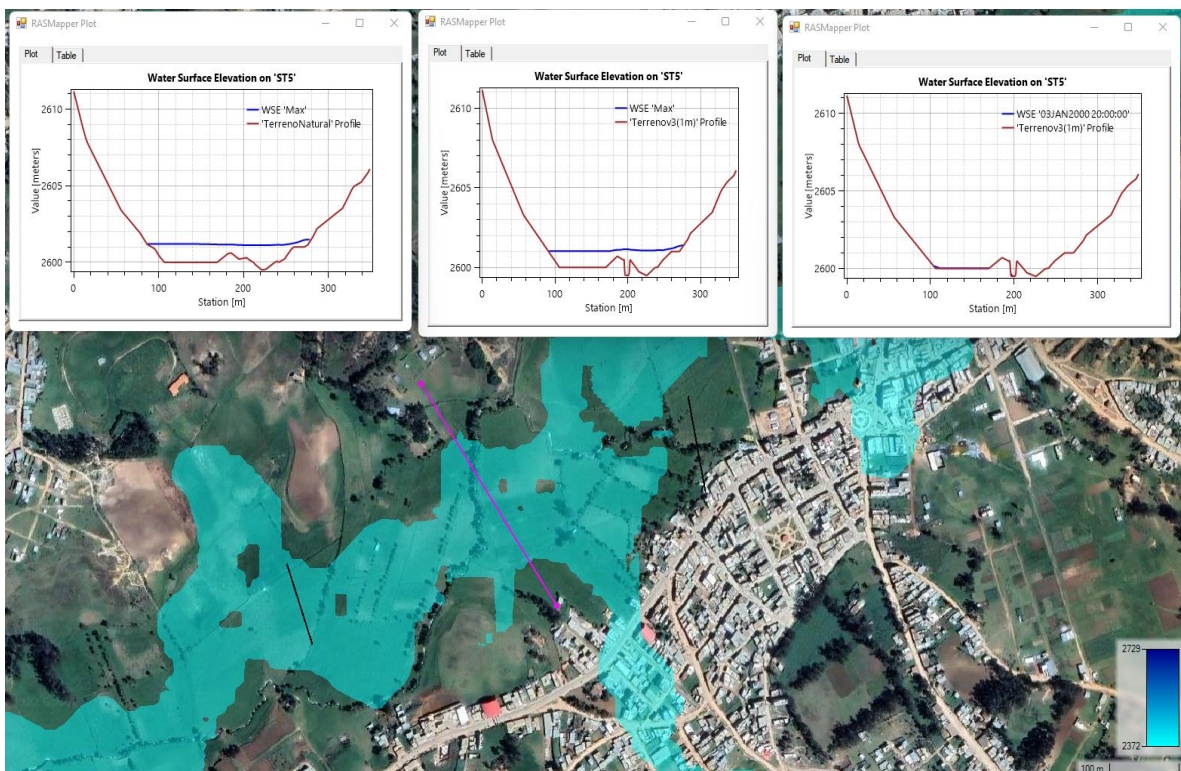 RASMapper Plot
Plot Table
Water Surface Elevation on 'ST5'
WSE 'Max'
'TerrenoNatural' Profile
Value [meters]
2610
2605
2600
0 100 200 300
Station [m]
RASMapper Plot
Plot Table
Water Surface Elevation on 'ST5'
WSE 'Max'
'Terrenov3(1m)' Profile
Value [meters]
2610
2605
2600
0 100 200 300
Station [m]
RASMapper Plot
Plot Table
Water Surface Elevation on 'ST5'
WSE '03JAN2000 20:00:00'
'Terrenov3(1m)' Profile
Value [meters]
2610
2605
2600
0 100 200 300
Station [m]
2729
2372
100 m